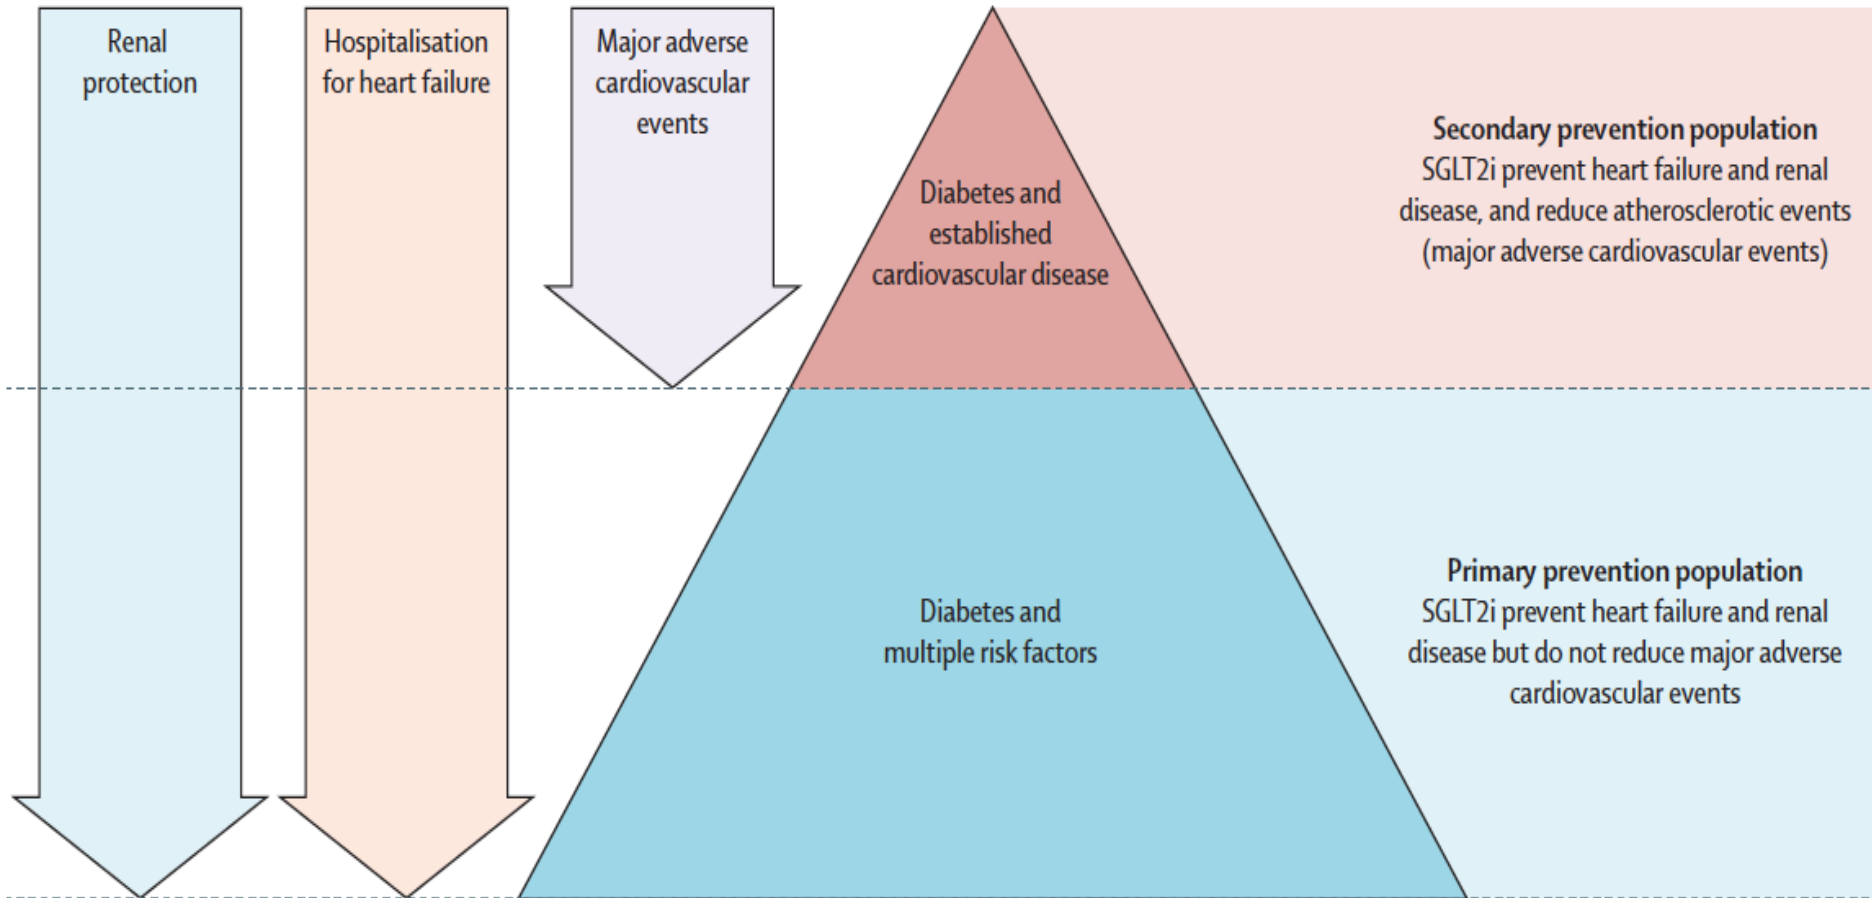 Renal
protection
Hospitalisation
for heart failure
Major adverse
cardiovascular
events
Diabetes and
established
cardiovascular disease
Secondary prevention population
SGLT2i prevent heart failure and renal
disease, and reduce atherosclerotic events
(major adverse cardiovascular events)
Diabetes and
multiple risk factors
Primary prevention population
SGLT2i prevent heart failure and renal
disease but do not reduce major adverse
cardiovascular events